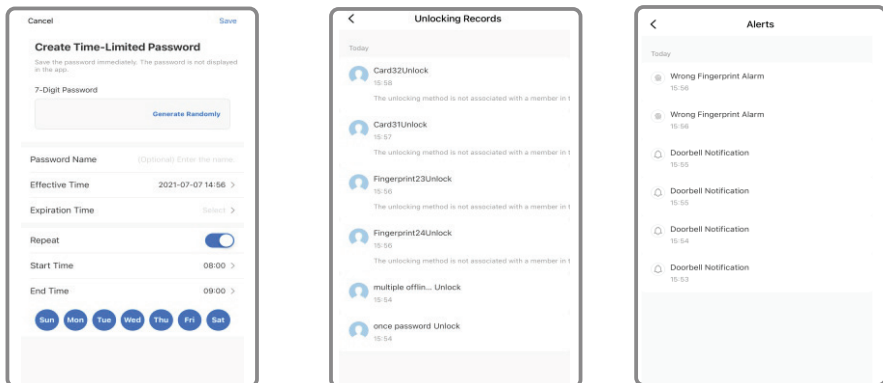 Cancel
Save
Create Time-Limited Password
Save the password immediately. The password is not displayed
in the app.
7-Digit Password
Generate Randomly
Password Name
(Optional) Enter the name.
Effective Time
2021-07-07 14:56 >
Expiration Time
Select >
Repeat
Start Time
08:00 >
End Time
09:00 >
Sun Mon Tue Wed Thu Fri Sat
Unlocking Records
Today
Card32Unlock
15:58
The unlocking method is not associated with a member in t
Card31Unlock
15:57
The unlocking method is not associated with a member in t
Fingerprint23Unlock
15:56
The unlocking method is not associated with a member in t
Fingerprint24Unlock
15:56
The unlocking method is not associated with a member in t
multiple offlin... Unlock
15:54
once password Unlock
15:54
Alerts
Today
Wrong Fingerprint Alarm
15:56
Wrong Fingerprint Alarm
15:56
Doorbell Notification
15:55
Doorbell Notification
15:55
Doorbell Notification
15:54
Doorbell Notification
15:53